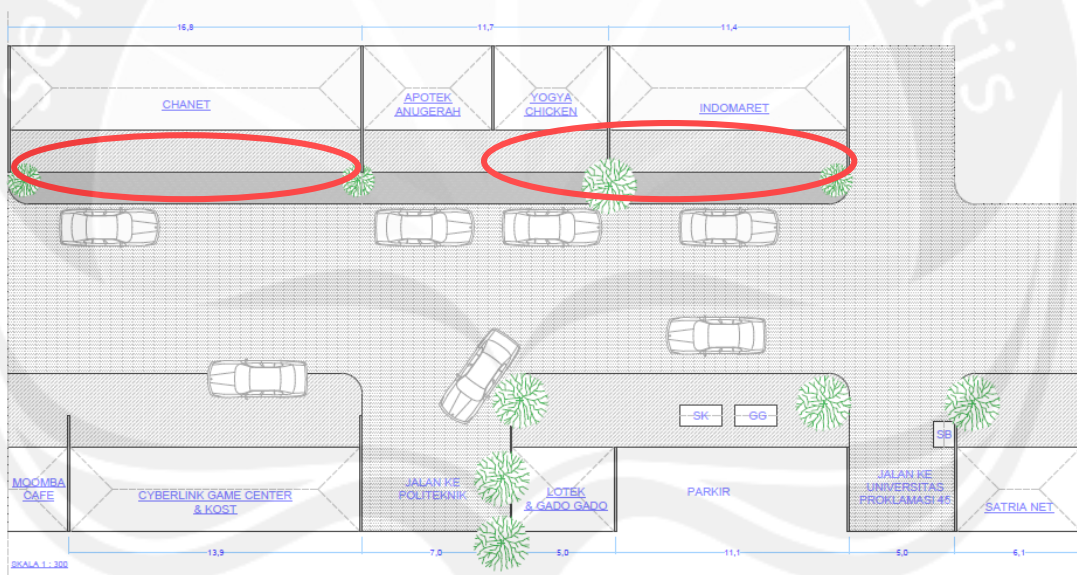 15,8
11,7
11,4
CHANET
APOTEK
ANUGERAH
YOGYA
CHICKEN
INDOMARET
SK
GG
SB
MOOMBA
CAFE
CYBERLINK GAME CENTER
& KOST
JALAN KE
POLITEKNIK
LOTEK
& GADO GADO
PARKIR
JALAN KE
UNIVERSITAS
PROKLAMASI 45
SATRIA NET
13,9
7,0
5,0
11,1
5,0
6,1
SKALA 1 : 300